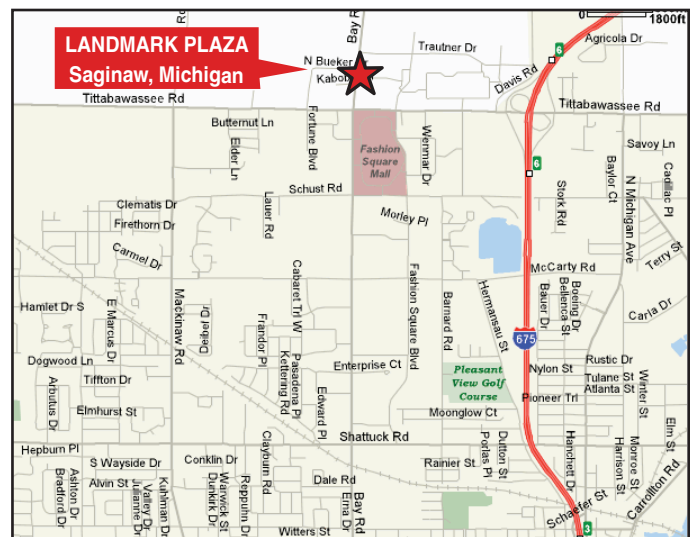 Rd
Bay R
0
1800ft
LANDMARK PLAZA
Saginaw, Michigan
N Bueker Dr
Kabob
Trautner Dr
6
Agricola Dr
Davis Rd
Tittabawassee Rd
Tittabawassee Rd
Butternut Ln
Elder Ln
Fortune Blvd
Fashion
Square
Mall
Wenmar Dr
Savoy Ln
6
Baylor Ct
N Michigan Ave
Cadillac Pl
Schust Rd
Clematis Dr
Firethorn Dr
Lauer Rd
Morley Pl
Stork Rd
Carmel Dr
Terry St
McCarty Rd
Cabaret Trl W
Fashion Square Blvd
Hermansau St
Boeing Dr
Bellenca St
Bauer Dr
Hamlet Dr S
E Marcus Dr
Mackinaw Rd
Frandor Pl
Barnard Rd
Carla Dr
675
Dogwood Ln
Tiffton Dr
Arbutus Dr
Elmhurst St
Pasadena Pl
Kettering Rd
Enterprise Ct
Edward Pl
Pleasant
View Golf
Course
Rustic Dr
Nylon St
Tulane St
Atlanta St
Pioneer Trl
Winter St
Moonglow Ct
Shattuck Rd
Hepburn Pl
Clayburn Rd
Dutton St
Porlas Pl
Hanchett Dr
Monroe St
Harrison St
Elm St
S Wayside Dr
Conklin Dr
Rainier St
Alvin St
Ashton Dr
Bradford Dr
Kuhlman Dr
Valley Dr
Julianne Dr
Warwick St
Dunkirk Dr
Reppuhn Dr
Dale Rd
Bay Rd
Erna Dr
Schaefer St
Carrollton Rd
Witters St
3